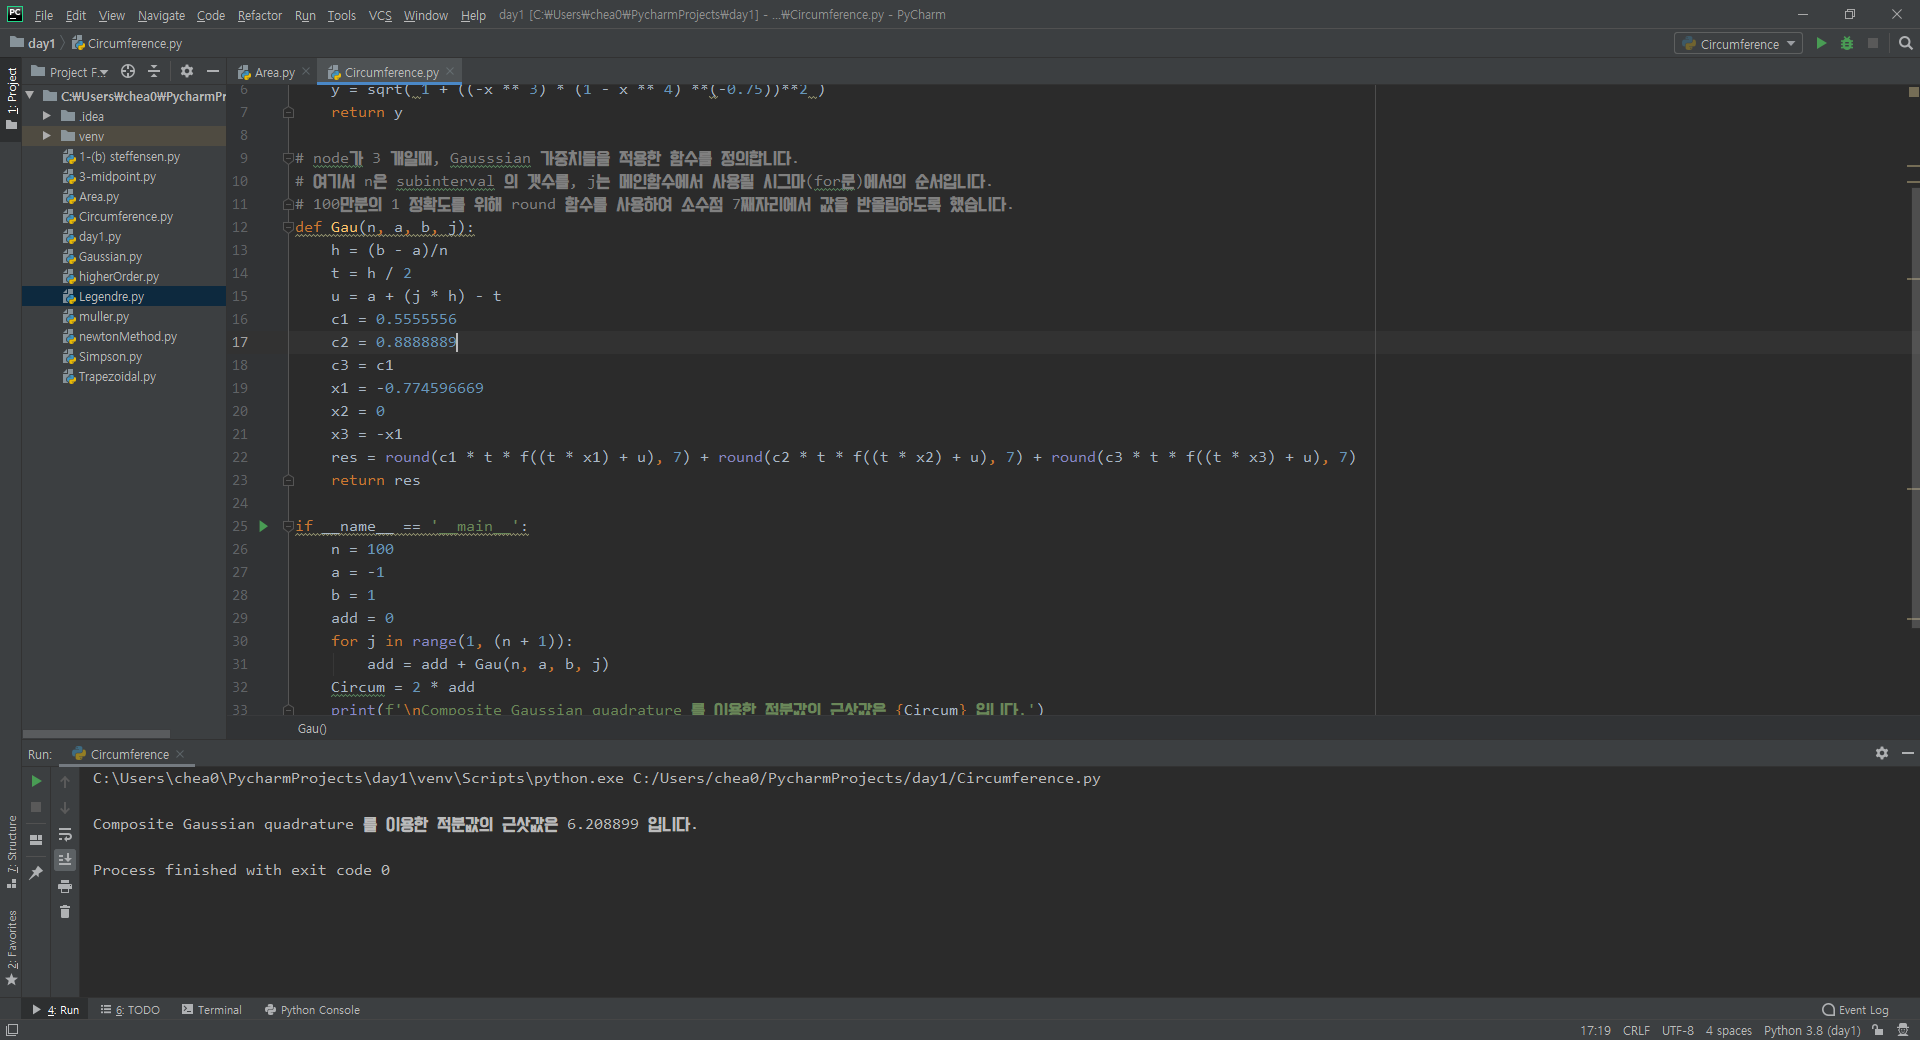 PC File Edit View Navigate Code Refactor Run Tools VCS Window Help day1 [C:₩Users₩chea0₩PycharmProjects₩day1] - ...₩Circumference.py - PyCharm
day1 Circumference.py Circumference
1: Project
Project F...
Area.py Circumference.py
C:₩Users₩chea0₩PycharmPr
.idea
venv
1-(b) steffensen.py
3-midpoint.py
Area.py
Circumference.py
day1.py
Gaussian.py
higherOrder.py
Legendre.py
muller.py
newtonMethod.py
Simpson.py
Trapezoidal.py
6 y = sqrt( 1 + ((-x ** 3) * (1 - x ** 4) **(-0.75))**2 )
7 return y
8
9 # node가 3 개일때, Gausssian 가중치들을 적용한 함수를 정의합니다.
10 # 여기서 n은 subinterval 의 갯수를, j는 메인함수에서 사용될 시그마(for문)에서의 순서입니다.
11 # 100만분의 1 정확도를 위해 round 함수를 사용하여 소수점 7째자리에서 값을 반올림하도록 했습니다.
12 def Gau(n, a, b, j):
13 h = (b - a)/n
14 t = h / 2
15 u = a + (j * h) - t
16 c1 = 0.5555556
17 c2 = 0.8888889
18 c3 = c1
19 x1 = -0.774596669
20 x2 = 0
21 x3 = -x1
22 res = round(c1 * t * f((t * x1) + u), 7) + round(c2 * t * f((t * x2) + u), 7) + round(c3 * t * f((t * x3) + u), 7)
23 return res
24
25 if __name__ == '__main__':
26 n = 100
27 a = -1
28 b = 1
29 add = 0
30 for j in range(1, (n + 1)):
31 add = add + Gau(n, a, b, j)
32 Circum = 2 * add
33 print(f'\nComposite Gaussian quadrature 를 이용한 적분값의 근삿값은 {Circum} 입니다.')
Gau()
Run: Circumference
C:\Users\chea0\PycharmProjects\day1\venv\Scripts\python.exe C:/Users/chea0/PycharmProjects/day1/Circumference.py
Composite Gaussian quadrature 를 이용한 적분값의 근삿값은 6.208899 입니다.
Process finished with exit code 0
7: Structure
2: Favorites
4: Run 6: TODO Terminal Python Console Event Log
17:19 CRLF UTF-8 4 spaces Python 3.8 (day1)